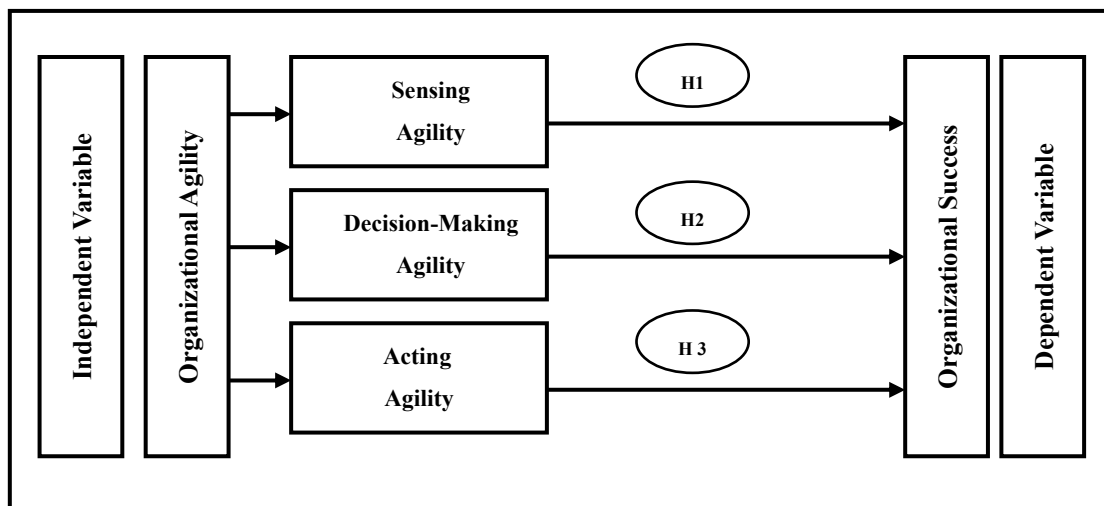 Independent Variable
Organizational Agility
Sensing
Agility
Decision-Making
Agility
Acting
Agility
H1
H2
H 3
Organizational Success
Dependent Variable